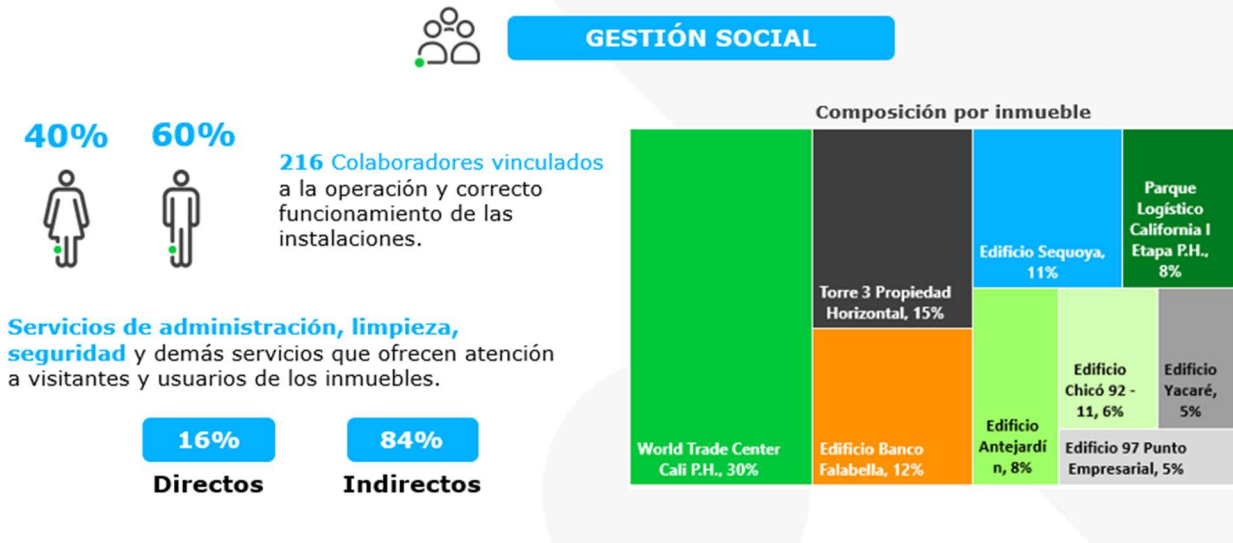 GESTIÓN SOCIAL
40%
60%
216 Colaboradores vinculados
a la operación y correcto
funcionamiento de las
instalaciones.
Servicios de administración, limpieza,
seguridad y demás servicios que ofrecen atención
a visitantes y usuarios de los inmuebles.
16%
84%
Directos
Indirectos
Composición por inmueble
World Trade Center
Cali P.H., 30%
Torre 3 Propiedad
Horizontal, 15%
Edificio Banco
Falabella, 12%
Edificio Sequoya,
11%
Parque
Logístico
California I
Etapa P.H.,
8%
Edificio
Antejardí
n, 8%
Edificio
Chicó 92 -
11, 6%
Edificio
Yacaré,
5%
Edificio 97 Punto
Empresarial, 5%